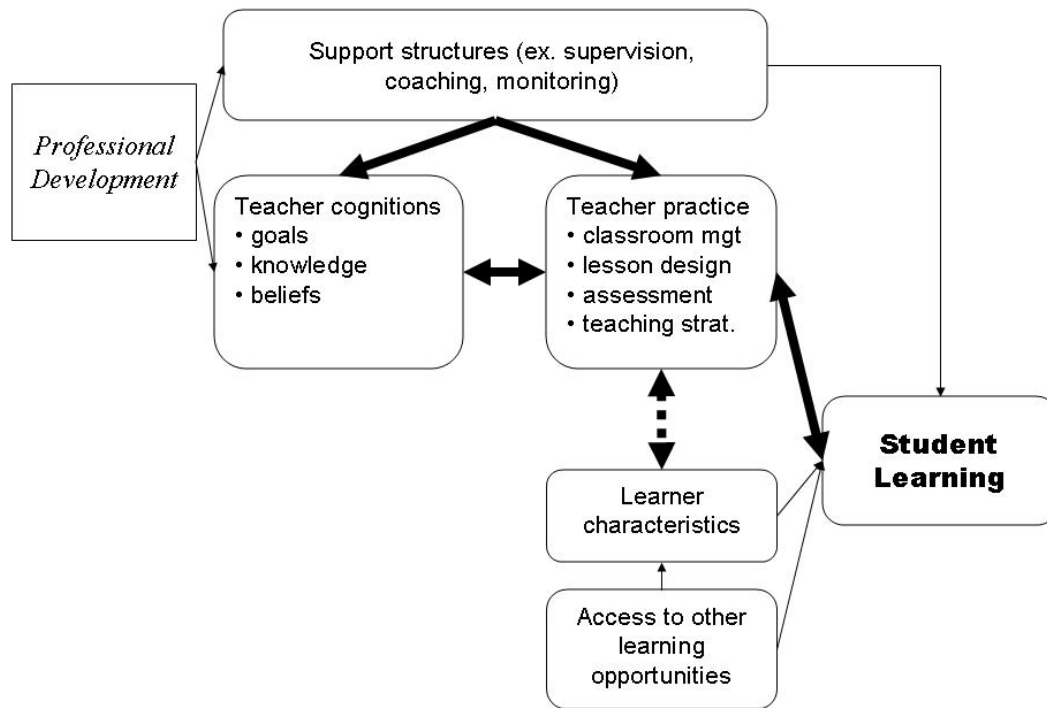 Support structures (ex. supervision,
coaching, monitoring)
Professional
Development
Teacher cognitions
• goals
• knowledge
• beliefs
Teacher practice
• classroom mgt
• lesson design
• assessment
• teaching strat.
Student
Learning
Learner
characteristics
Access to other
learning
opportunities